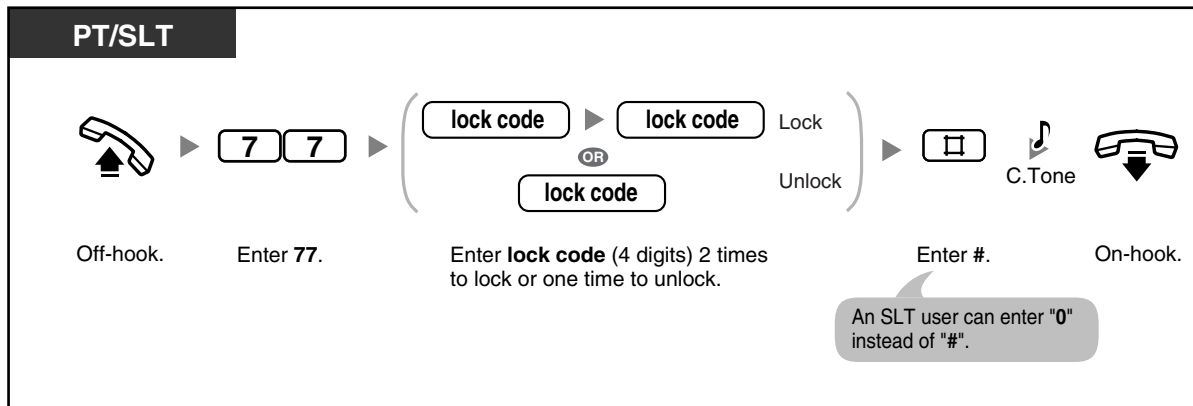 PT/SLT
7 7
lock code lock code Lock
OR
lock code Unlock
#
C.Tone
Off-hook.
Enter 77.
Enter lock code (4 digits) 2 times
to lock or one time to unlock.
Enter #.
On-hook.
An SLT user can enter "0"
instead of "#".